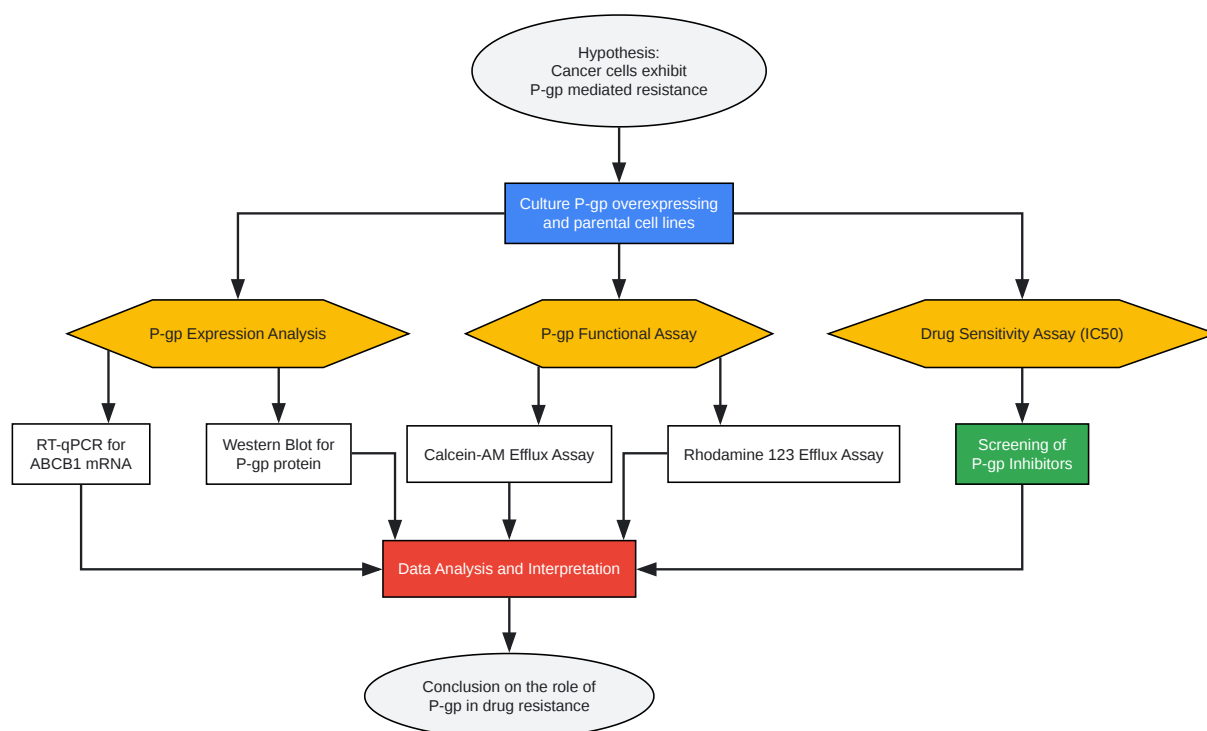 Hypothesis:
Cancer cells exhibit
P-gp mediated resistance
Culture P-gp overexpressing
and parental cell lines
P-gp Expression Analysis
P-gp Functional Assay
Drug Sensitivity Assay (IC50)
RT-qPCR for
ABCB1 mRNA
Western Blot for
P-gp protein
Calcein-AM Efflux Assay
Rhodamine 123 Efflux Assay
Screening of
P-gp Inhibitors
Data Analysis and Interpretation
Conclusion on the role of
P-gp in drug resistance